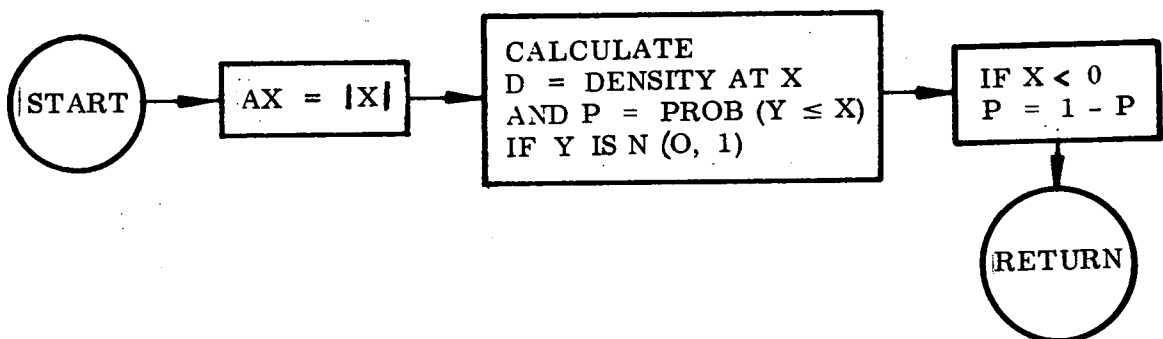 START
AX = |X|
CALCULATE
D = DENSITY AT X
AND P = PROB (Y ≤ X)
IF Y IS N (O, 1)
IF X < 0
P = 1 - P
RETURN